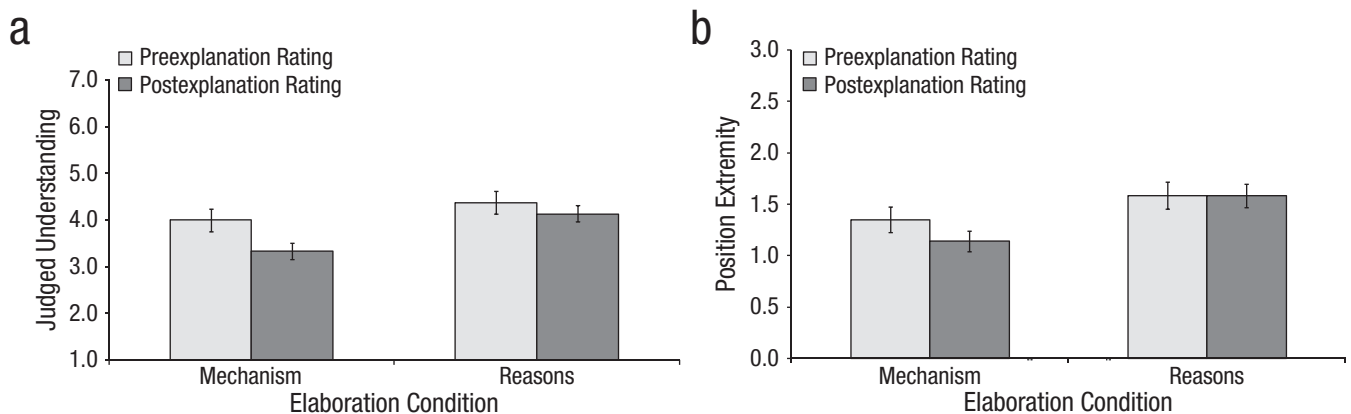 a
Preexplanation Rating
Postexplanation Rating
7.0
6.0
5.0
4.0
3.0
2.0
1.0
Judged Understanding
Mechanism
Reasons
Elaboration Condition
b
3.0
Preexplanation Rating
Postexplanation Rating
2.5
2.0
1.5
1.0
0.5
0.0
Position Extremity
Mechanism
Reasons
Elaboration Condition